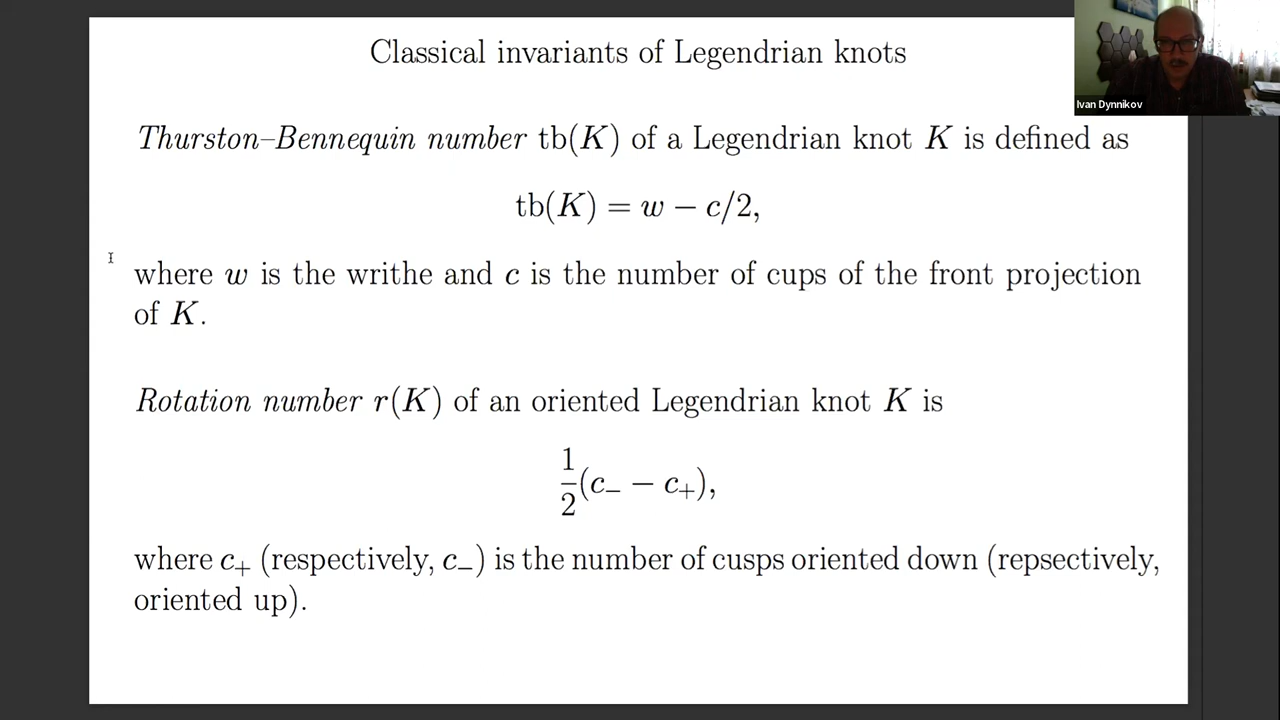 Classical invariants of Legendrian knots
Ivan Dynnikov
Thurston–Bennequin number tb(K) of a Legendrian knot K is defined as
tb(K) = w − c/2,
where w is the writhe and c is the number of cups of the front projection
of K.
Rotation number r(K) of an oriented Legendrian knot K is
1/2(c₋ − c₊),
where c₊ (respectively, c₋) is the number of cusps oriented down (repsectively,
oriented up).